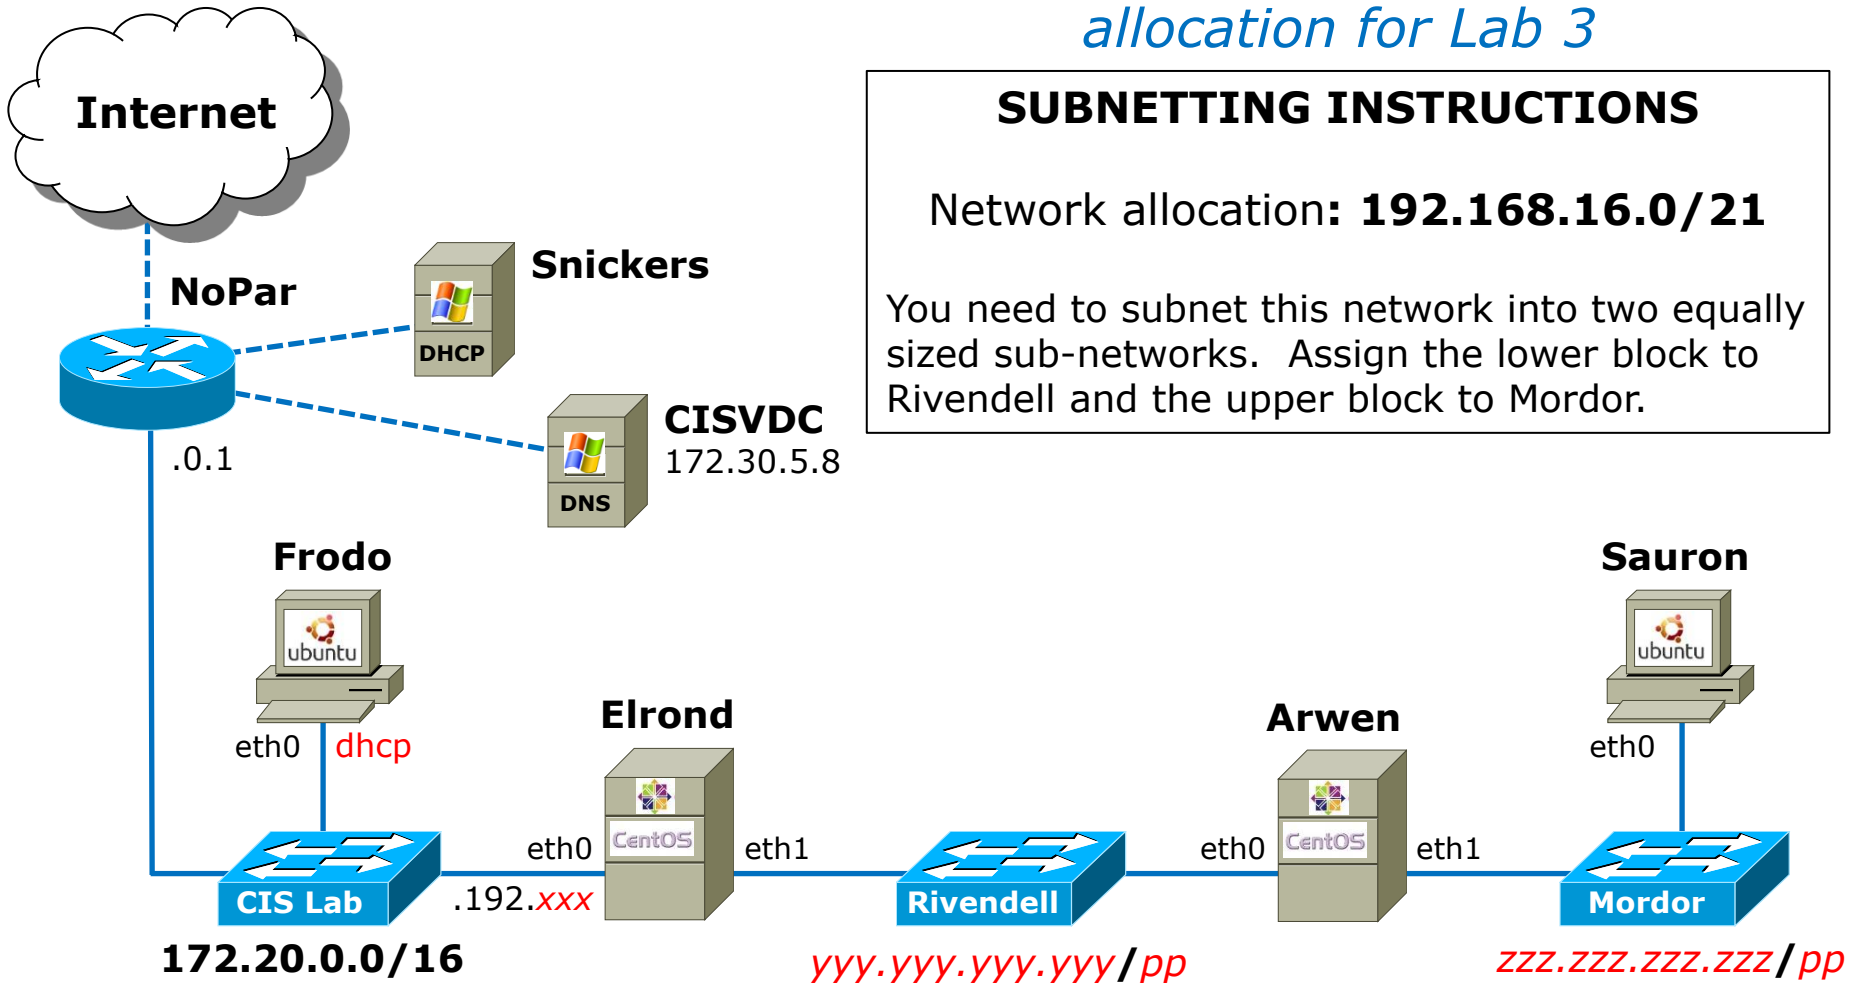 allocation for Lab 3
SUBNETTING INSTRUCTIONS
Network allocation: 192.168.16.0/21
You need to subnet this network into two equally
sized sub-networks.  Assign the lower block to
Rivendell and the upper block to Mordor.
Internet
NoPar
Snickers
DHCP
CISVDC
172.30.5.8
DNS
.0.1
Frodo
ubuntu
eth0 dhcp
Sauron
ubuntu
eth0
Elrond
CentOS
Arwen
CentOS
eth0
eth1
eth0
eth1
.192.xxx
CIS Lab
Rivendell
Mordor
172.20.0.0/16
yyy.yyy.yyy.yyy/pp
zzz.zzz.zzz.zzz/pp